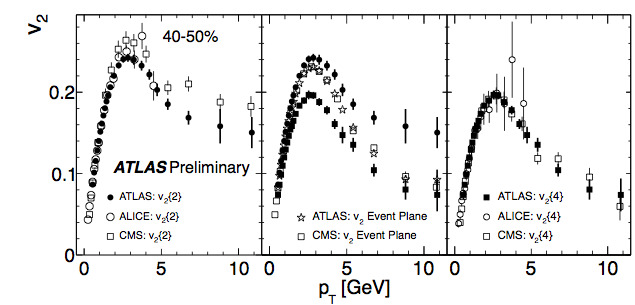 v₂
40-50%
0.2
0.1
0
ATLAS Preliminary
ATLAS: v₂{2}
ALICE: v₂{2}
CMS: v₂{2}
ATLAS: v₂ Event Plane
CMS: v₂ Event Plane
ATLAS: v₂{4}
ALICE: v₂{4}
CMS: v₂{4}
0 5 10 0 5 10 0 5 10
p_T [GeV]